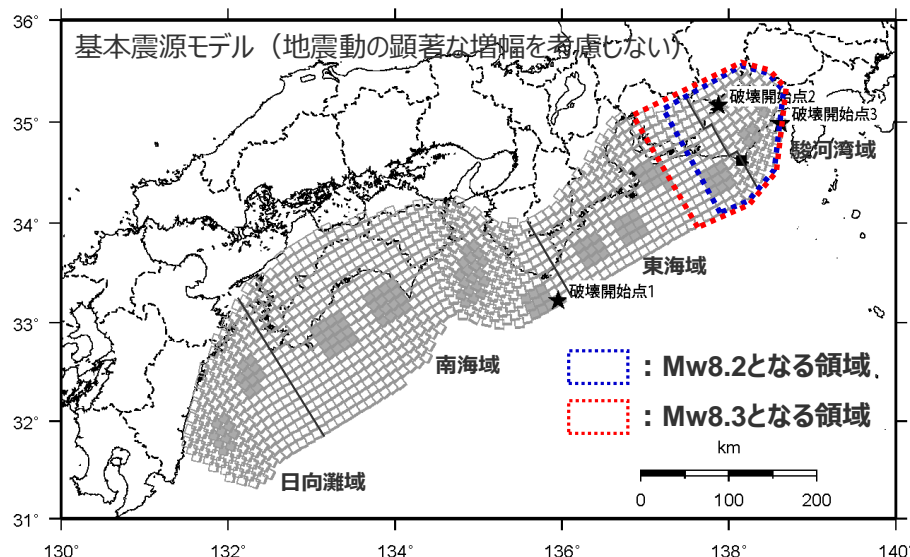 36°
基本震源モデル（地震動の顕著な増幅を考慮しない）
破壊開始点2
35°
破壊開始点3
駿河湾域
34°
東海域
破壊開始点1
33°
南海域
：Mw8.2となる領域
32°
：Mw8.3となる領域
km
日向灘域
0 100 200
31°
130° 132° 134° 136° 138° 140°